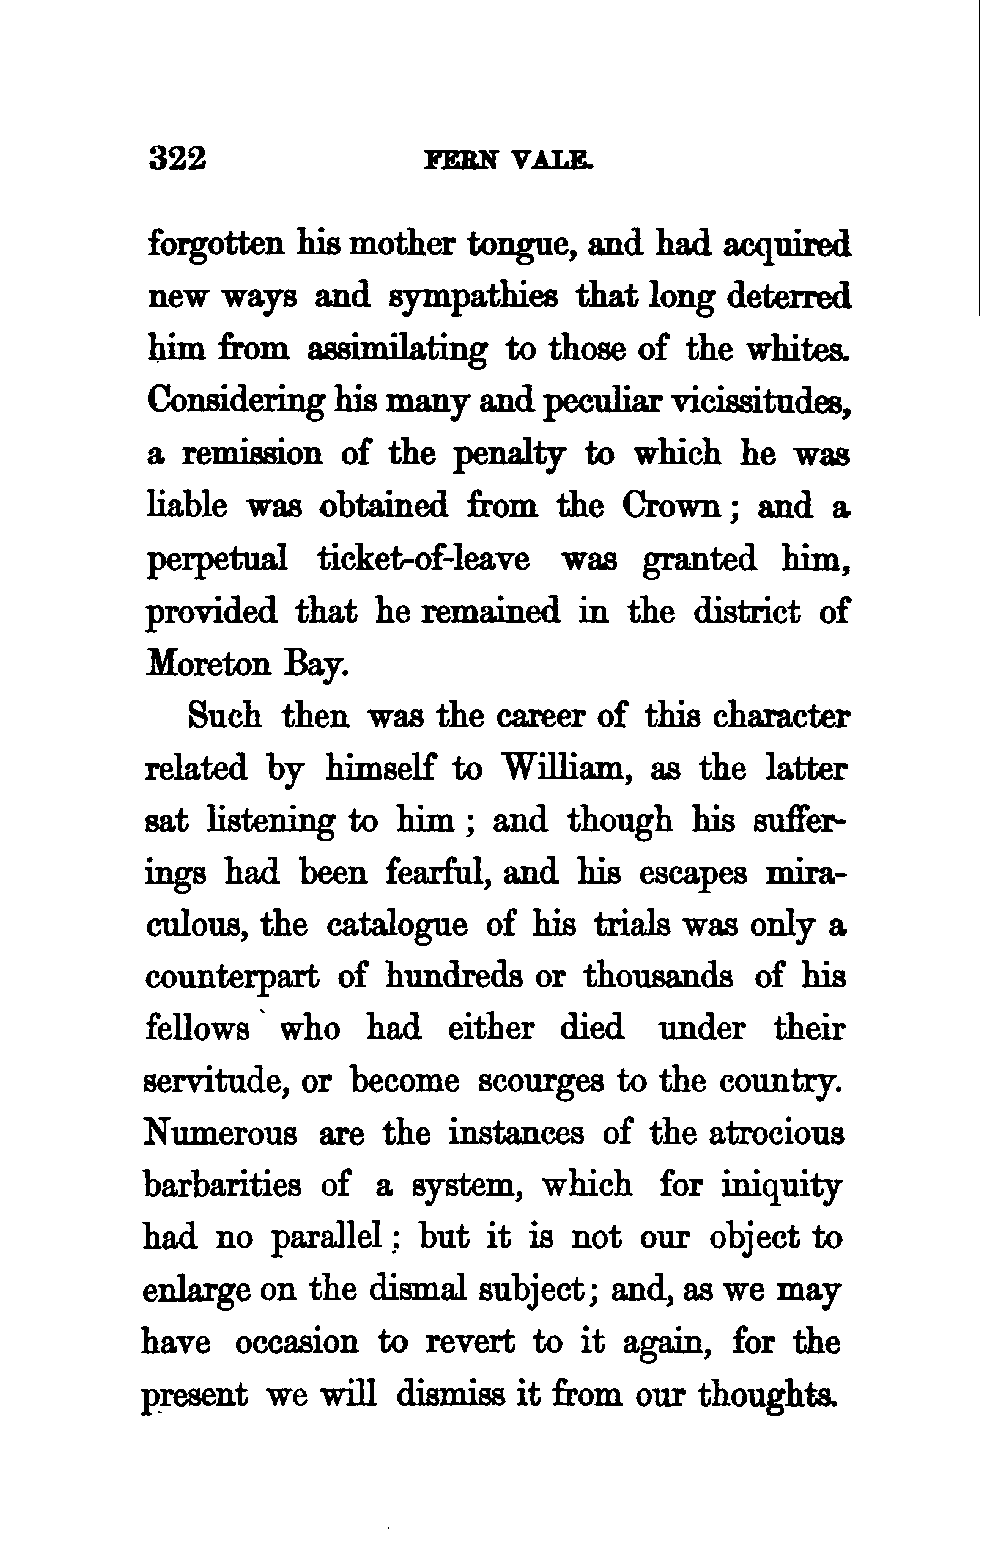 322 FERN VALE.
forgotten his mother tongue, and had acquired
new ways and sympathies that long deterred
him from assimilating to those of the whites.
Considering his many and peculiar vicissitudes,
a remission of the penalty to which he was
liable was obtained from the Crown; and a
perpetual ticket-of-leave was granted him,
provided that he remained in the district of
Moreton Bay.
Such then was the career of this character
related by himself to William, as the latter
sat listening to him; and though his suffer-
ings had been fearful, and his escapes mira-
culous, the catalogue of his trials was only a
counterpart of hundreds or thousands of his
fellows who had either died under their
servitude, or become scourges to the country.
Numerous are the instances of the atrocious
barbarities of a system, which for iniquity
had no parallel; but it is not our object to
enlarge on the dismal subject; and, as we may
have occasion to revert to it again, for the
present we will dismiss it from our thoughts.